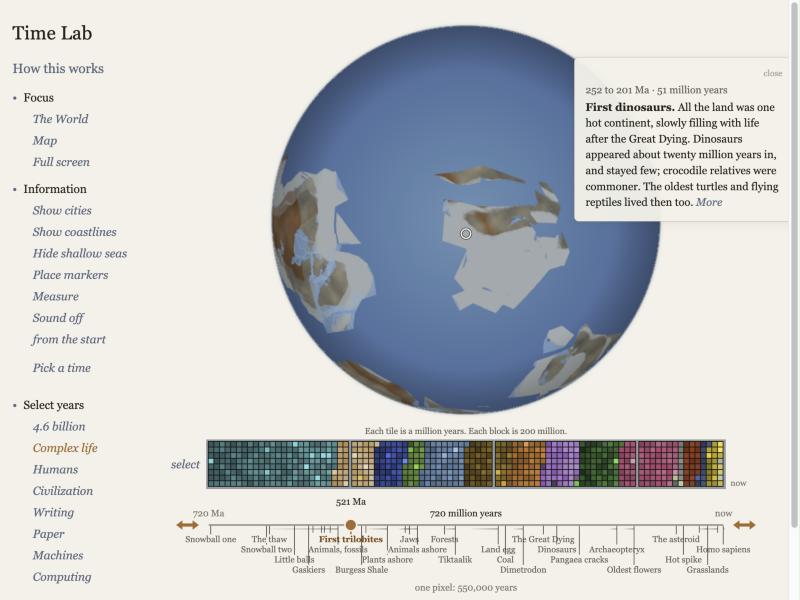 Time Lab
How this works
Focus
The World
Map
Full screen
Information
Show cities
Show coastlines
Hide shallow seas
Place markers
Measure
Sound off
from the start
Pick a time
Select years
4.6 billion
Complex life
Humans
Civilization
Writing
Paper
Machines
Computing
close
252 to 201 Ma · 51 million years
First dinosaurs. All the land was one
hot continent, slowly filling with life
after the Great Dying. Dinosaurs
appeared about twenty million years in,
and stayed few; crocodile relatives were
commoner. The oldest turtles and flying
reptiles lived then too. More
Each tile is a million years. Each block is 200 million.
select
now
521 Ma
720 Ma
720 million years
now
Snowball one The thaw First trilobites Jaws Forests The Great Dying The asteroid
Snowball two Animals, fossils Animals ashore Land egg Dinosaurs Archaeopteryx Homo sapiens
Little balls Plants ashore Tiktaalik Coal Pangaea cracks Hot spike
Gaskiers Burgess Shale Dimetrodon Oldest flowers Grasslands
one pixel: 550,000 years